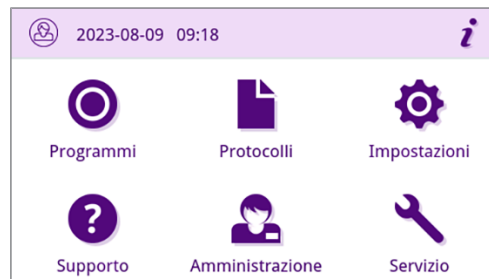 2023-08-09 09:18 i
Programmi Protocolli Impostazioni
? 
Supporto Amministrazione Servizio